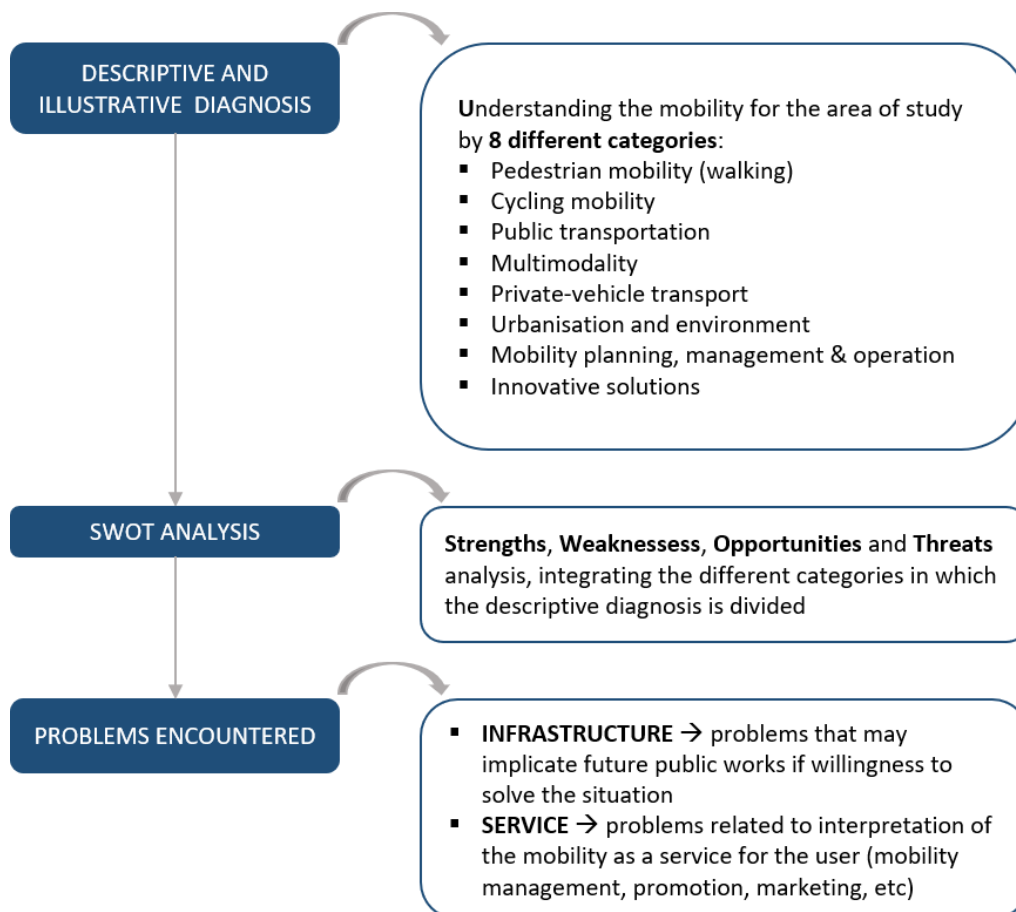 DESCRIPTIVE AND
ILLUSTRATIVE DIAGNOSIS
Understanding the mobility for the area of study
by 8 different categories:
▪ Pedestrian mobility (walking)
▪ Cycling mobility
▪ Public transportation
▪ Multimodality
▪ Private-vehicle transport
▪ Urbanisation and environment
▪ Mobility planning, management & operation
▪ Innovative solutions
SWOT ANALYSIS
Strengths, Weaknessess, Opportunities and Threats
analysis, integrating the different categories in which
the descriptive diagnosis is divided
PROBLEMS ENCOUNTERED
▪ INFRASTRUCTURE → problems that may
implicate future public works if willingness to
solve the situation
▪ SERVICE → problems related to interpretation of
the mobility as a service for the user (mobility
management, promotion, marketing, etc)